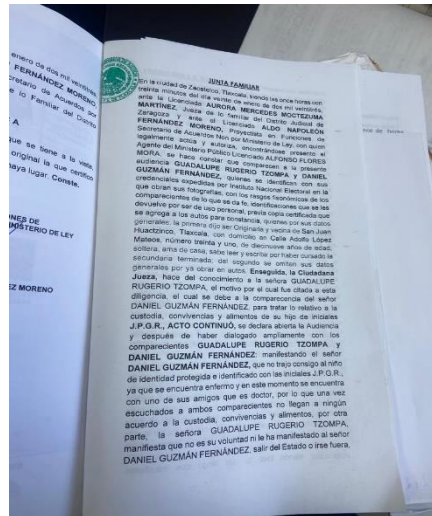 enero de dos mil veintitrés
FERNÁNDEZ MORENO,
Secretario de Acuerdos por
lo Familiar del Distrito
A
que se tiene a la vista,
original la que certifico
haya lugar. Conste.
ONES DE
MINISTERIO DE LEY
EZ MORENO
JUNTA FAMILIAR
En la ciudad de Zacatelco, Tlaxcala, siendo las once horas con
treinta minutos del día veinte de enero de dos mil veintitrés,
ante la Licenciada AURORA MERCEDES MOCTEZUMA
MARTÍNEZ, Jueza de lo familiar del Distrito Judicial de
Zaragoza y ante el Licenciado ALDO NAPOLEÓN
FERNÁNDEZ MORENO, Proyectista en Funciones de
Secretario de Acuerdos por Ministerio de Ley, con quien
legalmente actúa y autoriza, encontrándose presente el
Agente del Ministerio Público Licenciado ALFONSO FLORES
MORA, se hace constar que comparecen a la presente
audiencia GUADALUPE RUGERIO TZOMPA Y DANIEL
GUZMÁN FERNÁNDEZ, quienes se identifican con sus
credenciales expedidas por Instituto Nacional Electoral en la
que obran sus fotografías, con los rasgos fisonómicos de los
comparecientes de lo que se da fe, identificaciones que se les
devuelve por ser de uso personal, previa copia certificada que
se agrega a los autos para constancia, quienes por sus datos
generales, la primera dijo ser Originaria y vecina de San Juan
Huactzinco, Tlaxcala, con domicilio en Calle Adolfo López
Mateos, número treinta y uno, de diecinueve años de edad,
soltera, ama de casa, sabe leer y escribir por haber cursado la
secundaria terminada; del segundo se omiten sus datos
generales por ya obrar en autos. Enseguida, la Ciudadana
Jueza, hace del conocimiento a la señora GUADALUPE
RUGERIO TZOMPA, el motivo por el cual fue citada a esta
diligencia, el cual se debe a la comparecencia del señor
DANIEL GUZMÁN FERNÁNDEZ, para tratar lo relativo a la
custodia, convivencias y alimentos de su hijo de iniciales
J.P.G.R., ACTO CONTINUÓ, se declara abierta la Audiencia
y después de haber dialogado ampliamente con los
comparecientes GUADALUPE RUGERIO TZOMPA y
DANIEL GUZMÁN FERNÁNDEZ: manifestando el señor
DANIEL GUZMÁN FERNÁNDEZ, que no trajo consigo al niño
de identidad protegida e identificado con las iniciales J.P.G.R.,
ya que se encuentra enfermo y en este momento se encuentra
con uno de sus amigos que es doctor, por lo que una vez
escuchados a ambos comparecientes no llegan a ningún
acuerdo a la custodia, convivencias y alimentos, por otra
parte, la señora GUADALUPE RUGERIO TZOMPA,
manifiesta que no es su voluntad ni le ha manifestado al señor
DANIEL GUZMÁN FERNÁNDEZ, salir del Estado o irse fuera,